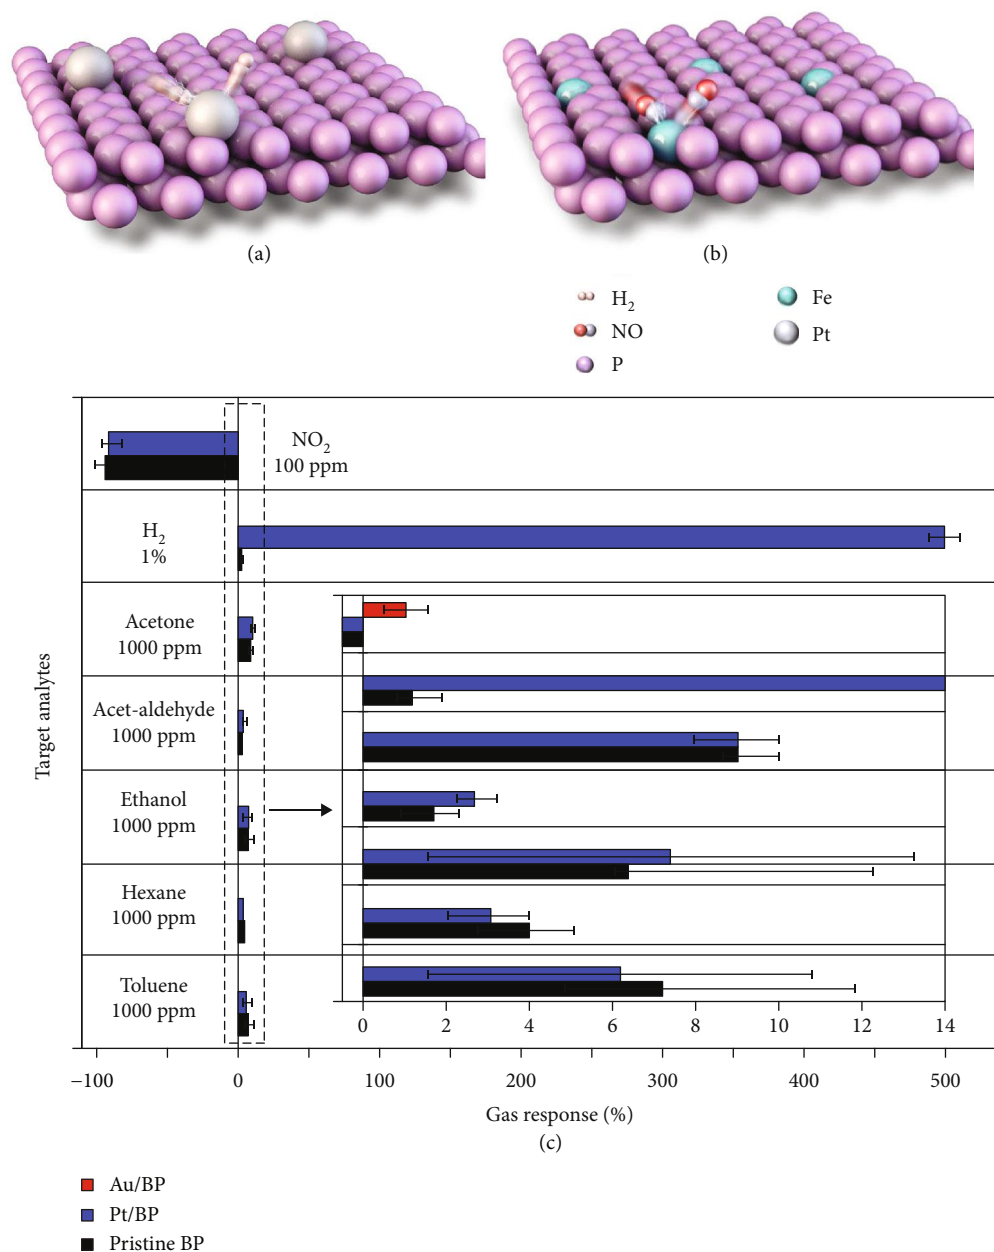 (a)
(b)
H2
Fe
NO
Pt
P
NO2
100 ppm
H2
1%
Acetone
1000 ppm
Acet-aldehyde
1000 ppm
Ethanol
1000 ppm
Hexane
1000 ppm
Toluene
1000 ppm
Target analytes
0 2 4 6 8 10 12 14
−100 0 100 200 300 400 500
Gas response (%)
(c)
Au/BP
Pt/BP
Pristine BP